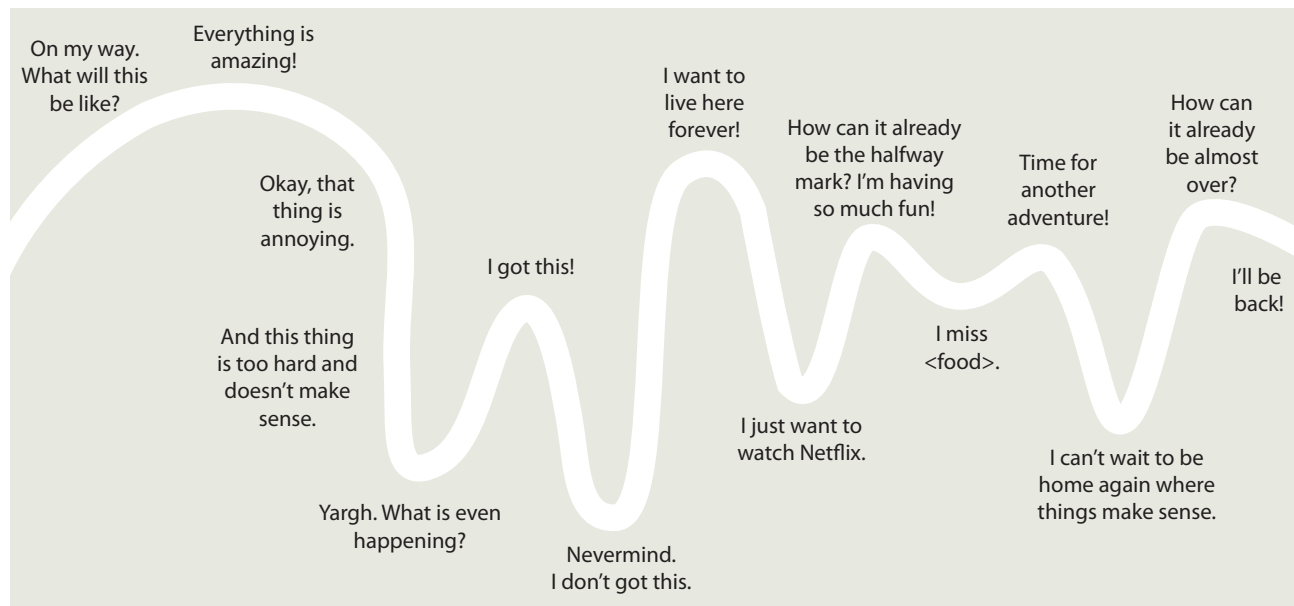 On my way.
What will this
be like?
Everything is
amazing!
Okay, that
thing is
annoying.
And this thing
is too hard and
doesn't make
sense.
Yargh. What is even
happening?
I got this!
Nevermind.
I don't got this.
I want to
live here
forever!
I just want to
watch Netflix.
How can it already
be the halfway
mark? I'm having
so much fun!
I miss
<food>.
Time for
another
adventure!
I can't wait to be
home again where
things make sense.
How can
it already
be almost
over?
I'll be
back!